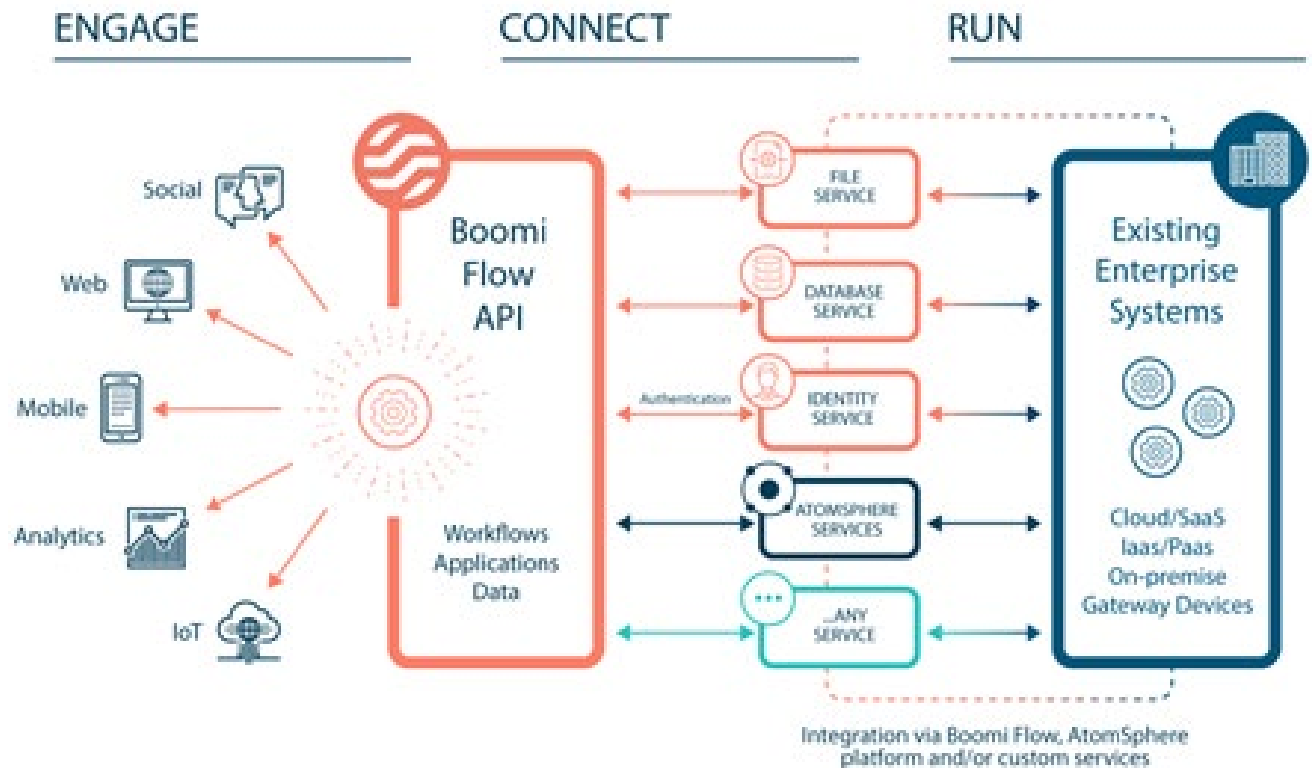 ENGAGE
CONNECT
RUN
Social
Web
Mobile
Analytics
IoT
Boomi
Flow
API
Workflows
Applications
Data
Authentication
FILE
SERVICE
DATABASE
SERVICE
IDENTITY
SERVICE
ATOMSPHERE
SERVICES
...ANY
SERVICE
Existing
Enterprise
Systems
Cloud/SaaS
Iaas/Paas
On-premise
Gateway Devices
Integration via Boomi Flow, AtomSphere
platform and/or custom services